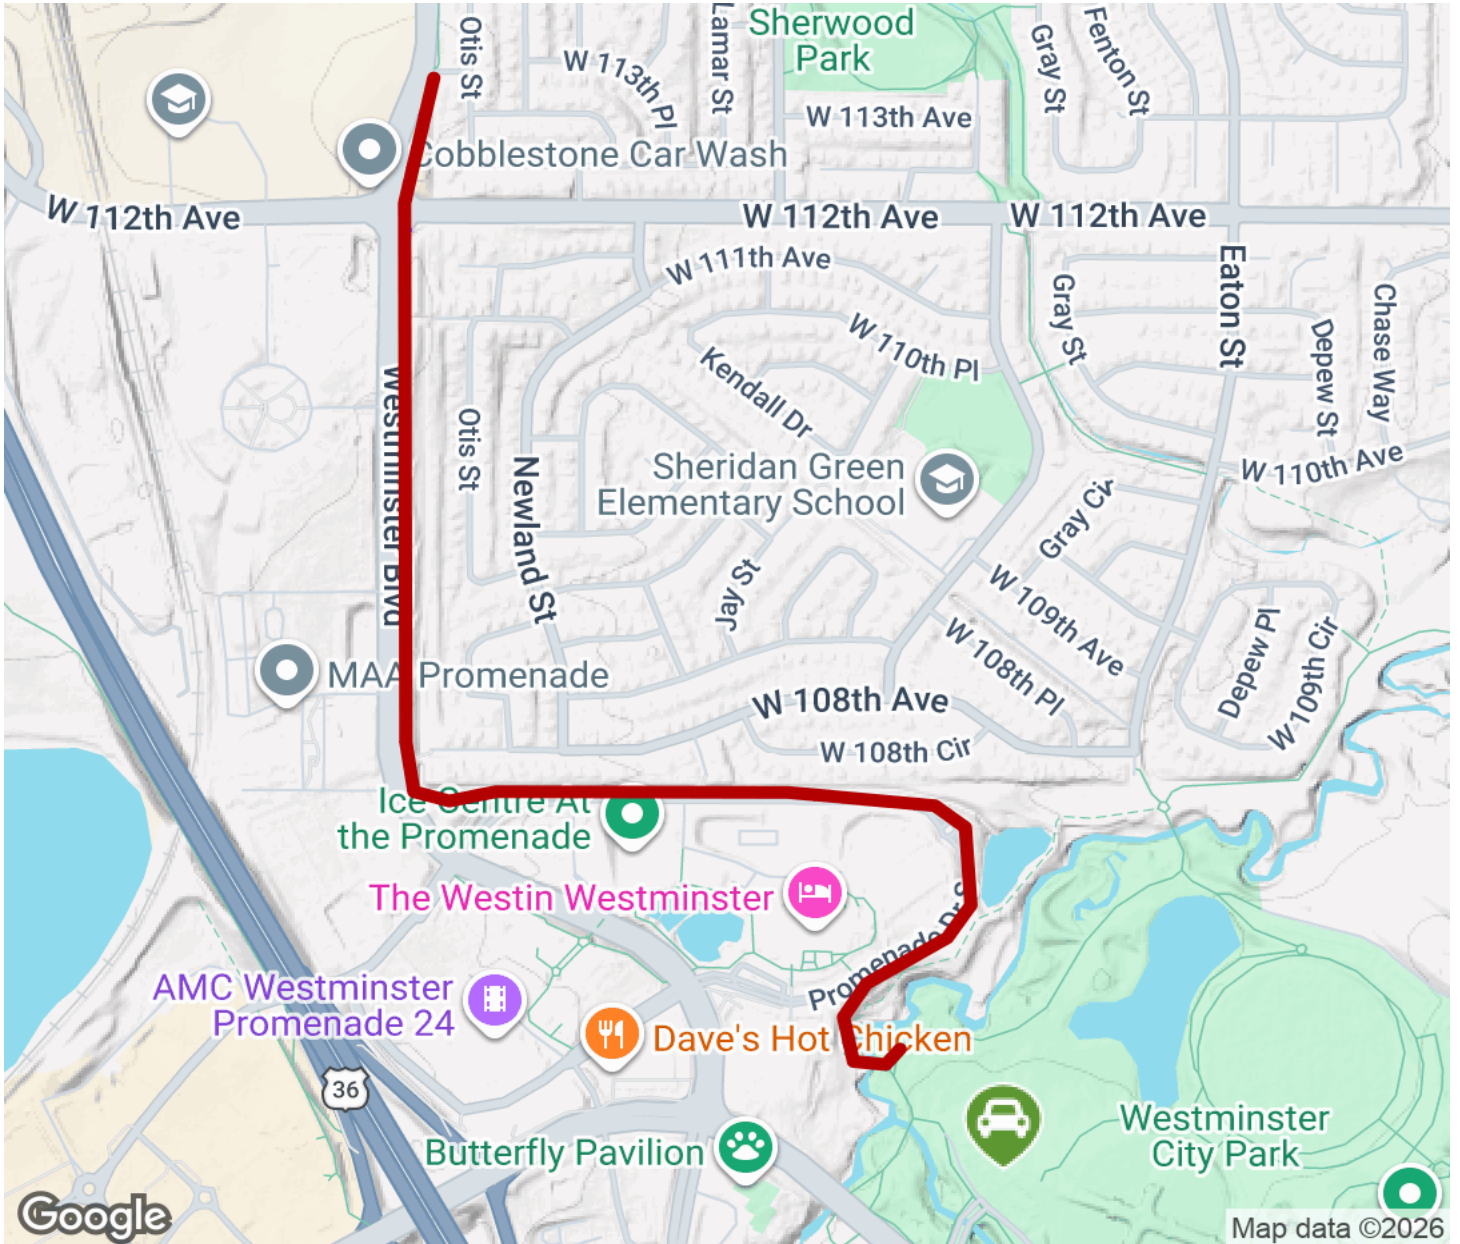 Sherwood
Park
Otis St
W 113th Pl
Lamar St
Gray St
Fenton St
W 113th Ave
Cobblestone Car Wash
W 112th Ave
W 112th Ave
W 112th Ave
W 111th Ave
Eaton St
Gray St
Chase Way
Depew St
W 110th Pl
Kendall Dr
Westminster Blvd
Otis St
Newland St
Sheridan Green
Elementary School
W 110th Ave
Gray Cir
Jay St
W 109th Ave
W 108th Pl
Depew Pl
W 109th Cir
MAA Promenade
W 108th Ave
W 108th Cir
Ice Centre At
the Promenade
The Westin Westminster
Promenade Dr S
AMC Westminster
Promenade 24
Dave's Hot Chicken
36
Butterfly Pavilion
Westminster
City Park
Google
Map data ©2026